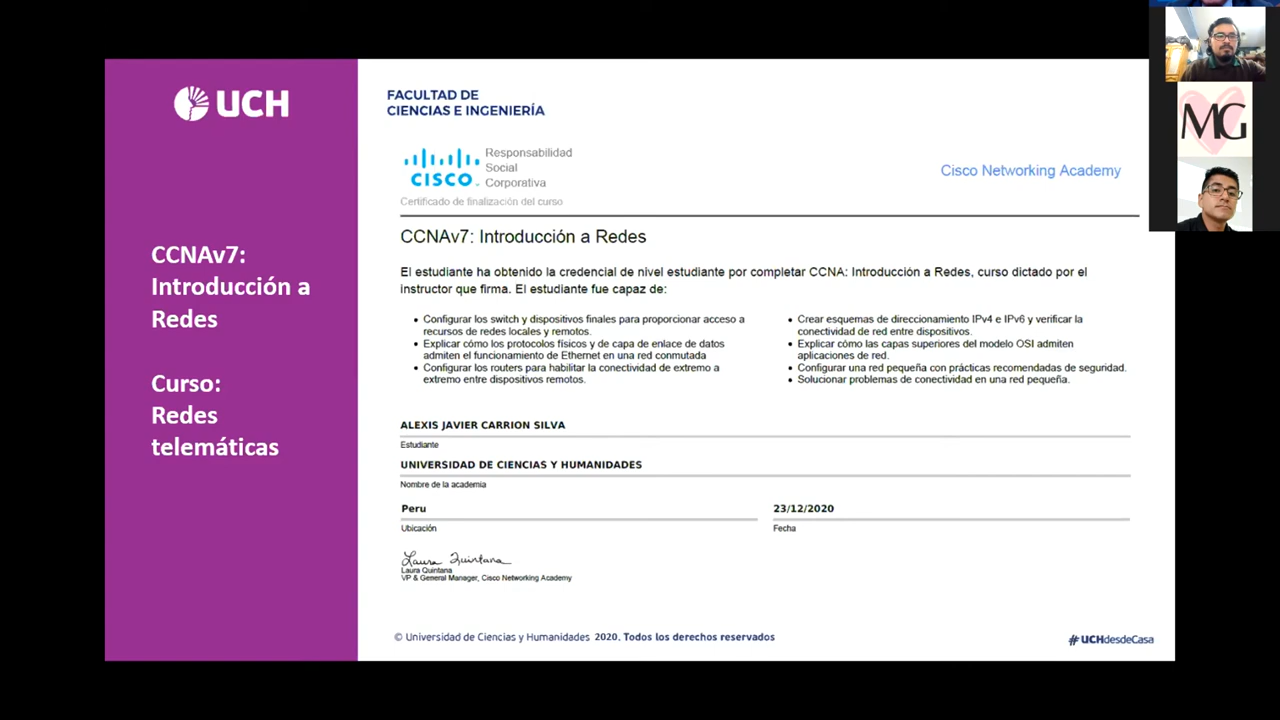 UCH
FACULTAD DE
CIENCIAS E INGENIERÍA
CISCO
Responsabilidad
Social
Corporativa
Cisco Networking Academy
Certificado de finalización del curso
MG
CCNAv7:
Introducción a
Redes
Curso:
Redes
telemáticas
CCNAv7: Introducción a Redes
El estudiante ha obtenido la credencial de nivel estudiante por completar CCNA: Introducción a Redes, curso dictado por el
instructor que firma. El estudiante fue capaz de:
• Configurar los switch y dispositivos finales para proporcionar acceso a
recursos de redes locales y remotos.
• Explicar cómo los protocolos físicos y de capa de enlace de datos
admiten el funcionamiento de Ethernet en una red conmutada
• Configurar los routers para habilitar la conectividad de extremo a
extremo entre dispositivos remotos.
• Crear esquemas de direccionamiento IPv4 e IPv6 y verificar la
conectividad de red entre dispositivos.
• Explicar cómo las capas superiores del modelo OSI admiten
aplicaciones de red.
• Configurar una red pequeña con prácticas recomendadas de seguridad.
• Solucionar problemas de conectividad en una red pequeña.
ALEXIS JAVIER CARRION SILVA
Estudiante
UNIVERSIDAD DE CIENCIAS Y HUMANIDADES
Nombre de la academia
Peru
Ubicación
23/12/2020
Fecha
Laura Quintana
Laura Quintana
VP & General Manager, Cisco Networking Academy
© Universidad de Ciencias y Humanidades 2020. Todos los derechos reservados
#UCHdesdeCasa